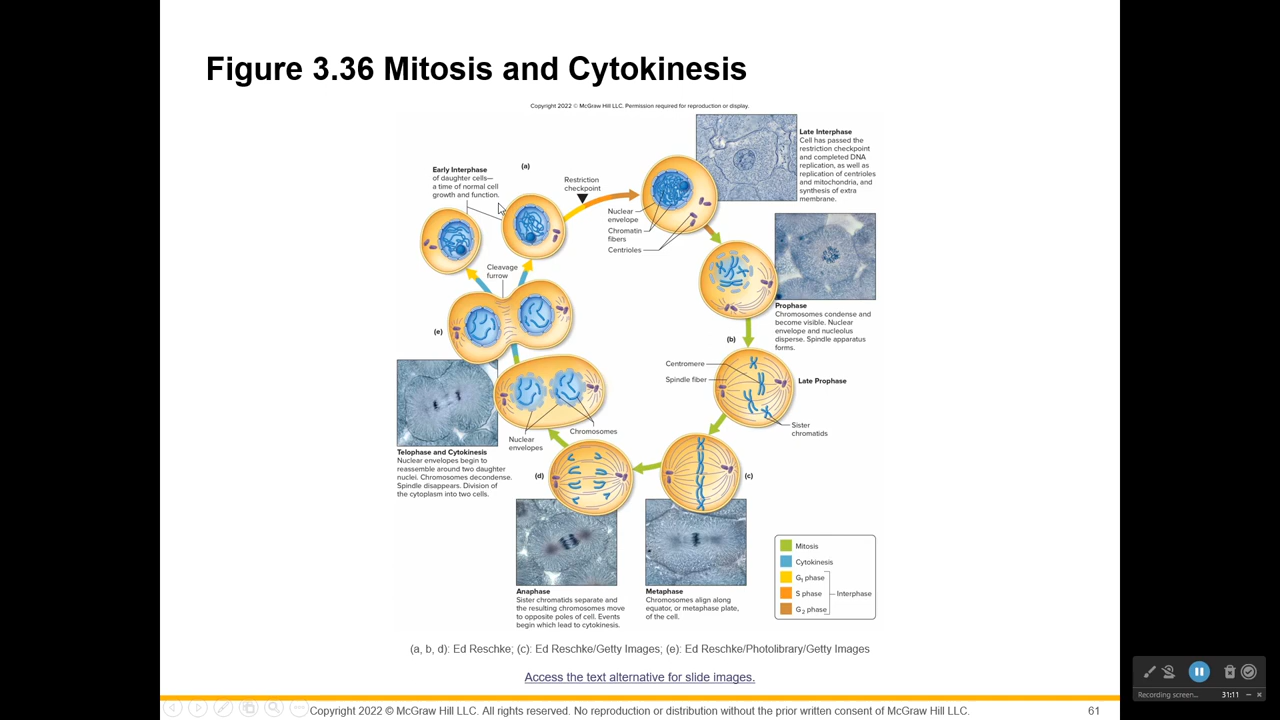 Figure 3.36 Mitosis and Cytokinesis
Copyright 2022 © McGraw Hill LLC. Permission required for reproduction or display.
(a)
Early Interphase
of daughter cells—
a time of normal cell
growth and function.
Restriction
checkpoint
Late Interphase
Cell has passed the
restriction checkpoint
and completed DNA
replication, as well as
replication of centrioles
and mitochondria, and
synthesis of extra
membrane.
Nuclear
envelope
Chromatin
fibers
Centrioles
Cleavage
furrow
(e)
Prophase
Chromosomes condense and
become visible. Nuclear
envelope and nucleolus
disperse. Spindle apparatus
forms.
(b)
Centromere
Spindle fiber
Late Prophase
Sister
chromatids
Nuclear
envelopes
Chromosomes
Telophase and Cytokinesis
Nuclear envelopes begin to
reassemble around two daughter
nuclei. Chromosomes decondense.
Spindle disappears. Division of
the cytoplasm into two cells.
(d)
(c)
Anaphase
Sister chromatids separate and
the resulting chromosomes move
to opposite poles of cell. Events
begin which lead to cytokinesis.
Metaphase
Chromosomes align along
equator, or metaphase plate,
of the cell.
Mitosis
Cytokinesis
G1 phase
S phase
G2 phase
Interphase
(a, b, d): Ed Reschke; (c): Ed Reschke/Getty Images; (e): Ed Reschke/Photolibrary/Getty Images
Access the text alternative for slide images.
Copyright 2022 © McGraw Hill LLC. All rights reserved. No reproduction or distribution without the prior written consent of McGraw Hill LLC.
61
Recording screen...
31:11